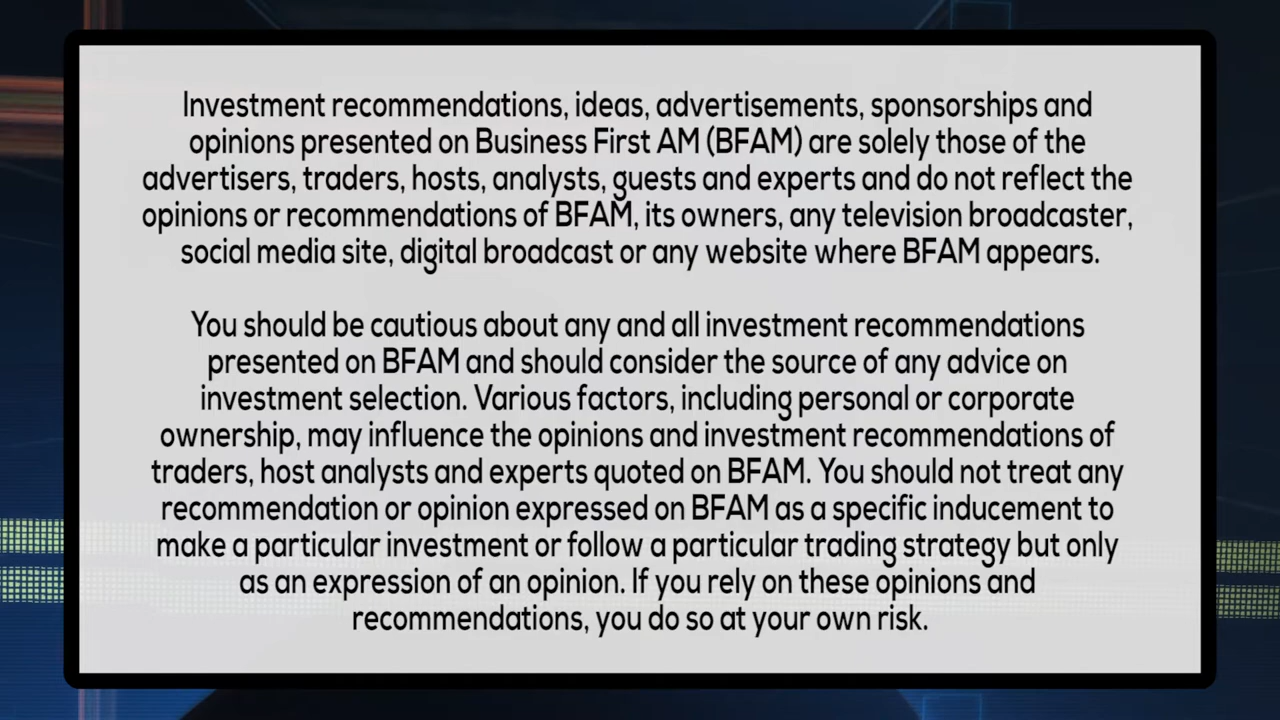 Investment recommendations, ideas, advertisements, sponsorships and
opinions presented on Business First AM (BFAM) are solely those of the
advertisers, traders, hosts, analysts, guests and experts and do not reflect the
opinions or recommendations of BFAM, its owners, any television broadcaster,
social media site, digital broadcast or any website where BFAM appears.
You should be cautious about any and all investment recommendations
presented on BFAM and should consider the source of any advice on
investment selection. Various factors, including personal or corporate
ownership, may influence the opinions and investment recommendations of
traders, host analysts and experts quoted on BFAM. You should not treat any
recommendation or opinion expressed on BFAM as a specific inducement to
make a particular investment or follow a particular trading strategy but only
as an expression of an opinion. If you rely on these opinions and
recommendations, you do so at your own risk.